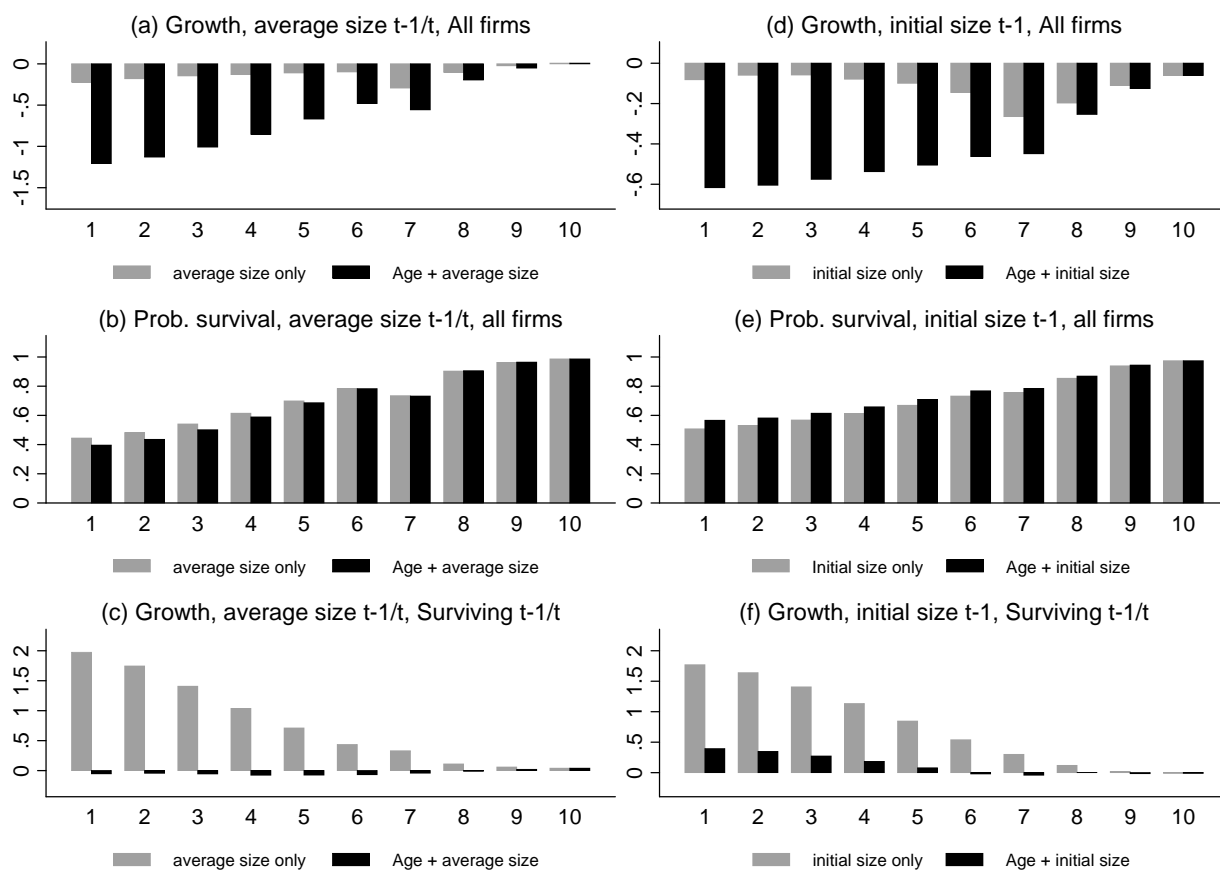 (a) Growth, average size t-1/t, All firms
0
-.5
-1
-1.5
1 2 3 4 5 6 7 8 9 10
average size only Age + average size
(d) Growth, initial size t-1, All firms
0
-.2
-.4
-.6
1 2 3 4 5 6 7 8 9 10
initial size only Age + initial size
(b) Prob. survival, average size t-1/t, all firms
1
.8
.6
.4
.2
0
1 2 3 4 5 6 7 8 9 10
average size only Age + average size
(e) Prob. survival, initial size t-1, all firms
1
.8
.6
.4
.2
0
1 2 3 4 5 6 7 8 9 10
Initial size only Age + initial size
(c) Growth, average size t-1/t, Surviving t-1/t
2
1.5
1
.5
0
1 2 3 4 5 6 7 8 9 10
average size only Age + average size
(f) Growth, initial size t-1, Surviving t-1/t
2
1.5
1
.5
0
1 2 3 4 5 6 7 8 9 10
initial size only Age + initial size